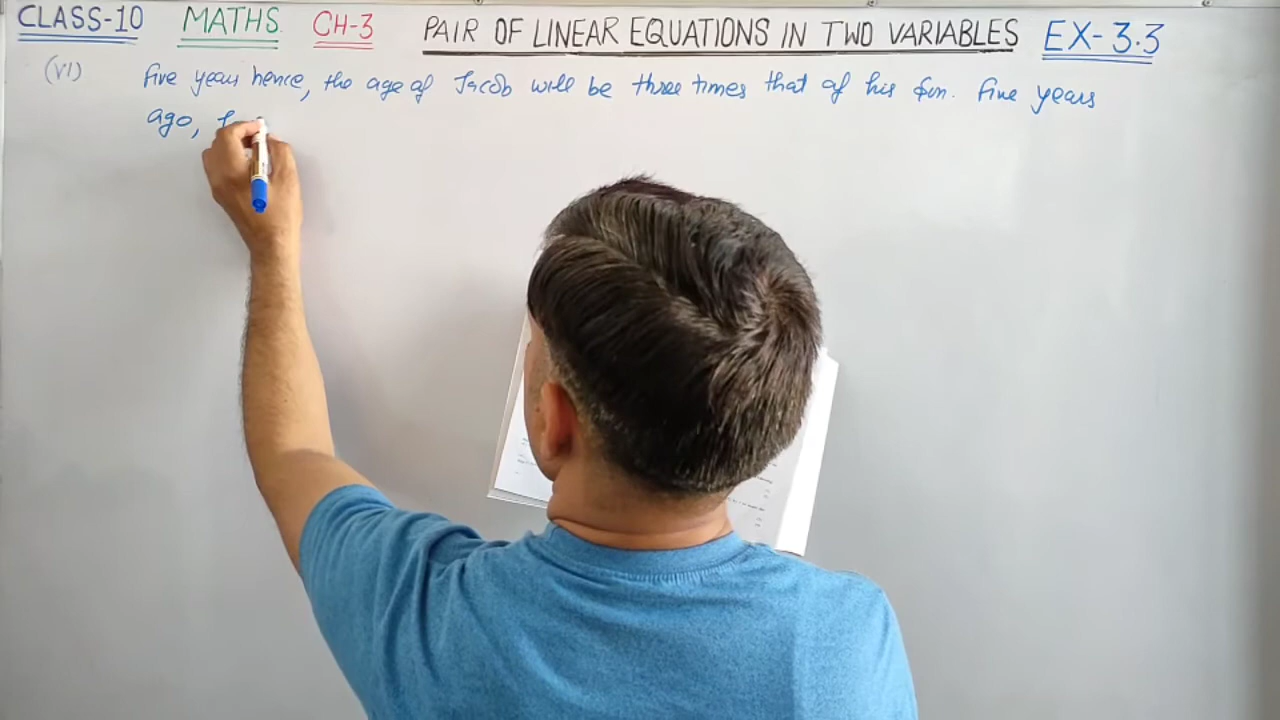 CLASS-10 MATHS. CH-3 PAIR OF LINEAR EQUATIONS IN TWO VARIABLES EX-3.3
(VI) Five years hence, the age of Jacob will be three times that of his son. Five years
ago,